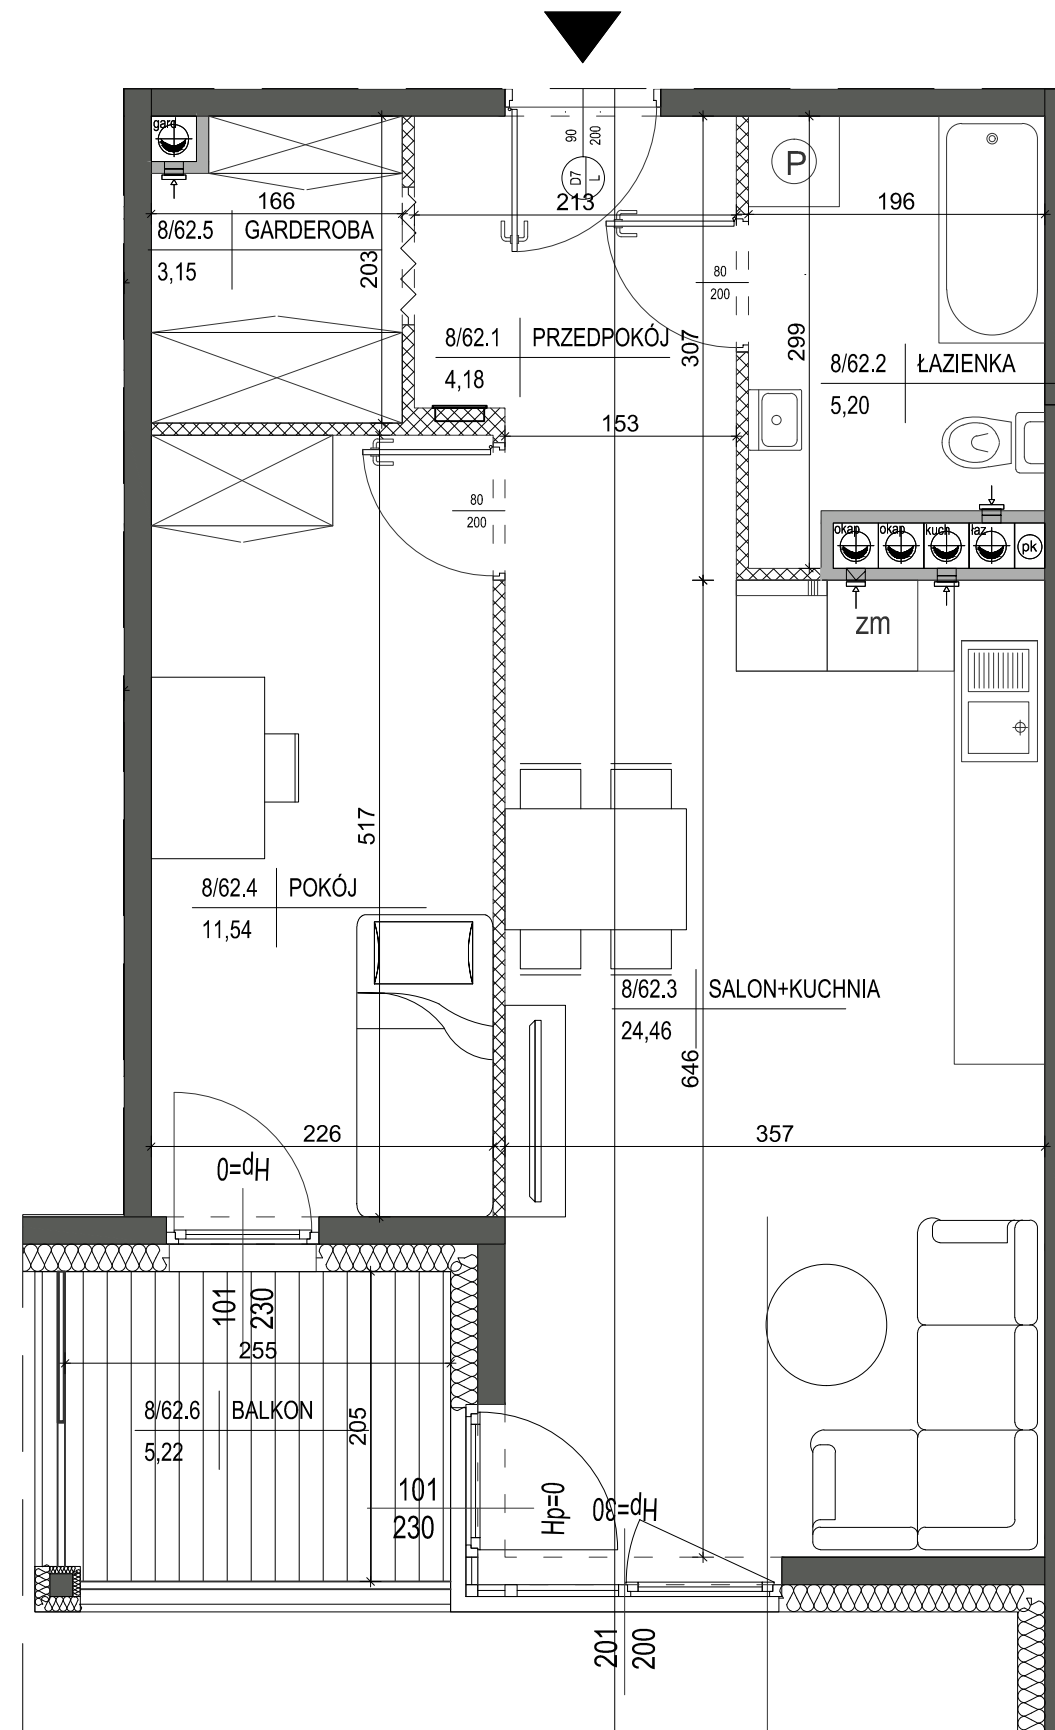 gard
90
200
D7
L
P
166
213
196
8/62.5 GARDEROBA
3,15
203
80
200
8/62.1 PRZEDPOKÓJ
4,18
307
299
8/62.2 ŁAZIENKA
5,20
153
80
200
okap okap kuch łaz pk
zm
517
8/62.4 POKÓJ
11,54
8/62.3 SALON+KUCHNIA
24,46
646
226
357
Hp=0
101
230
255
8/62.6 BALKON
5,22
205
101
230
Hp=0
Hp=30
201
200